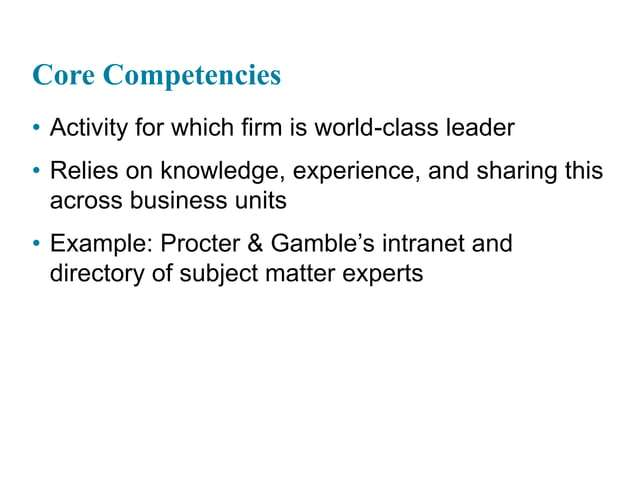 Core Competencies
• Activity for which firm is world-class leader
• Relies on knowledge, experience, and sharing this
across business units
• Example: Procter & Gamble’s intranet and
directory of subject matter experts